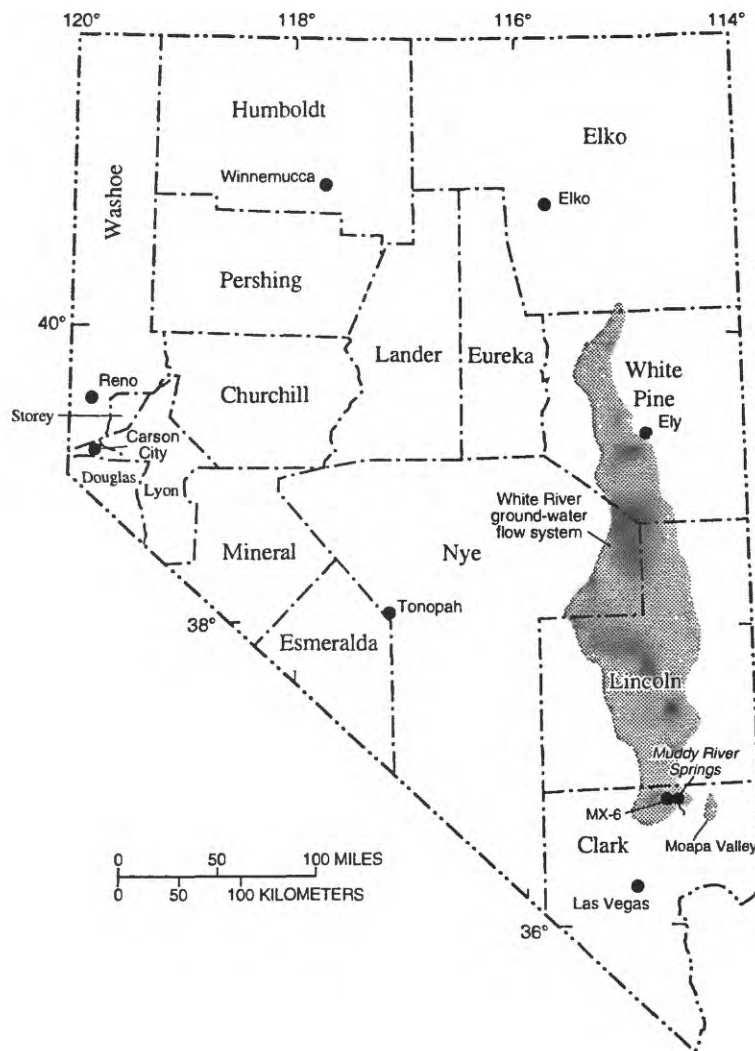 120°
118°
116°
114°
Humboldt
Elko
Washoe
Winnemucca
Elko
Pershing
40°
Lander
Eureka
White
Pine
Reno
Churchill
Storey
Ely
Carson
City
Douglas
Lyon
White River
ground-water
flow system
Mineral
Nye
Tonopah
38°
Esmeralda
Lincoln
Muddy River
Springs
MX-6
Clark
Moapa Valley
0 50 100 MILES
0 50 100 KILOMETERS
Las Vegas
36°